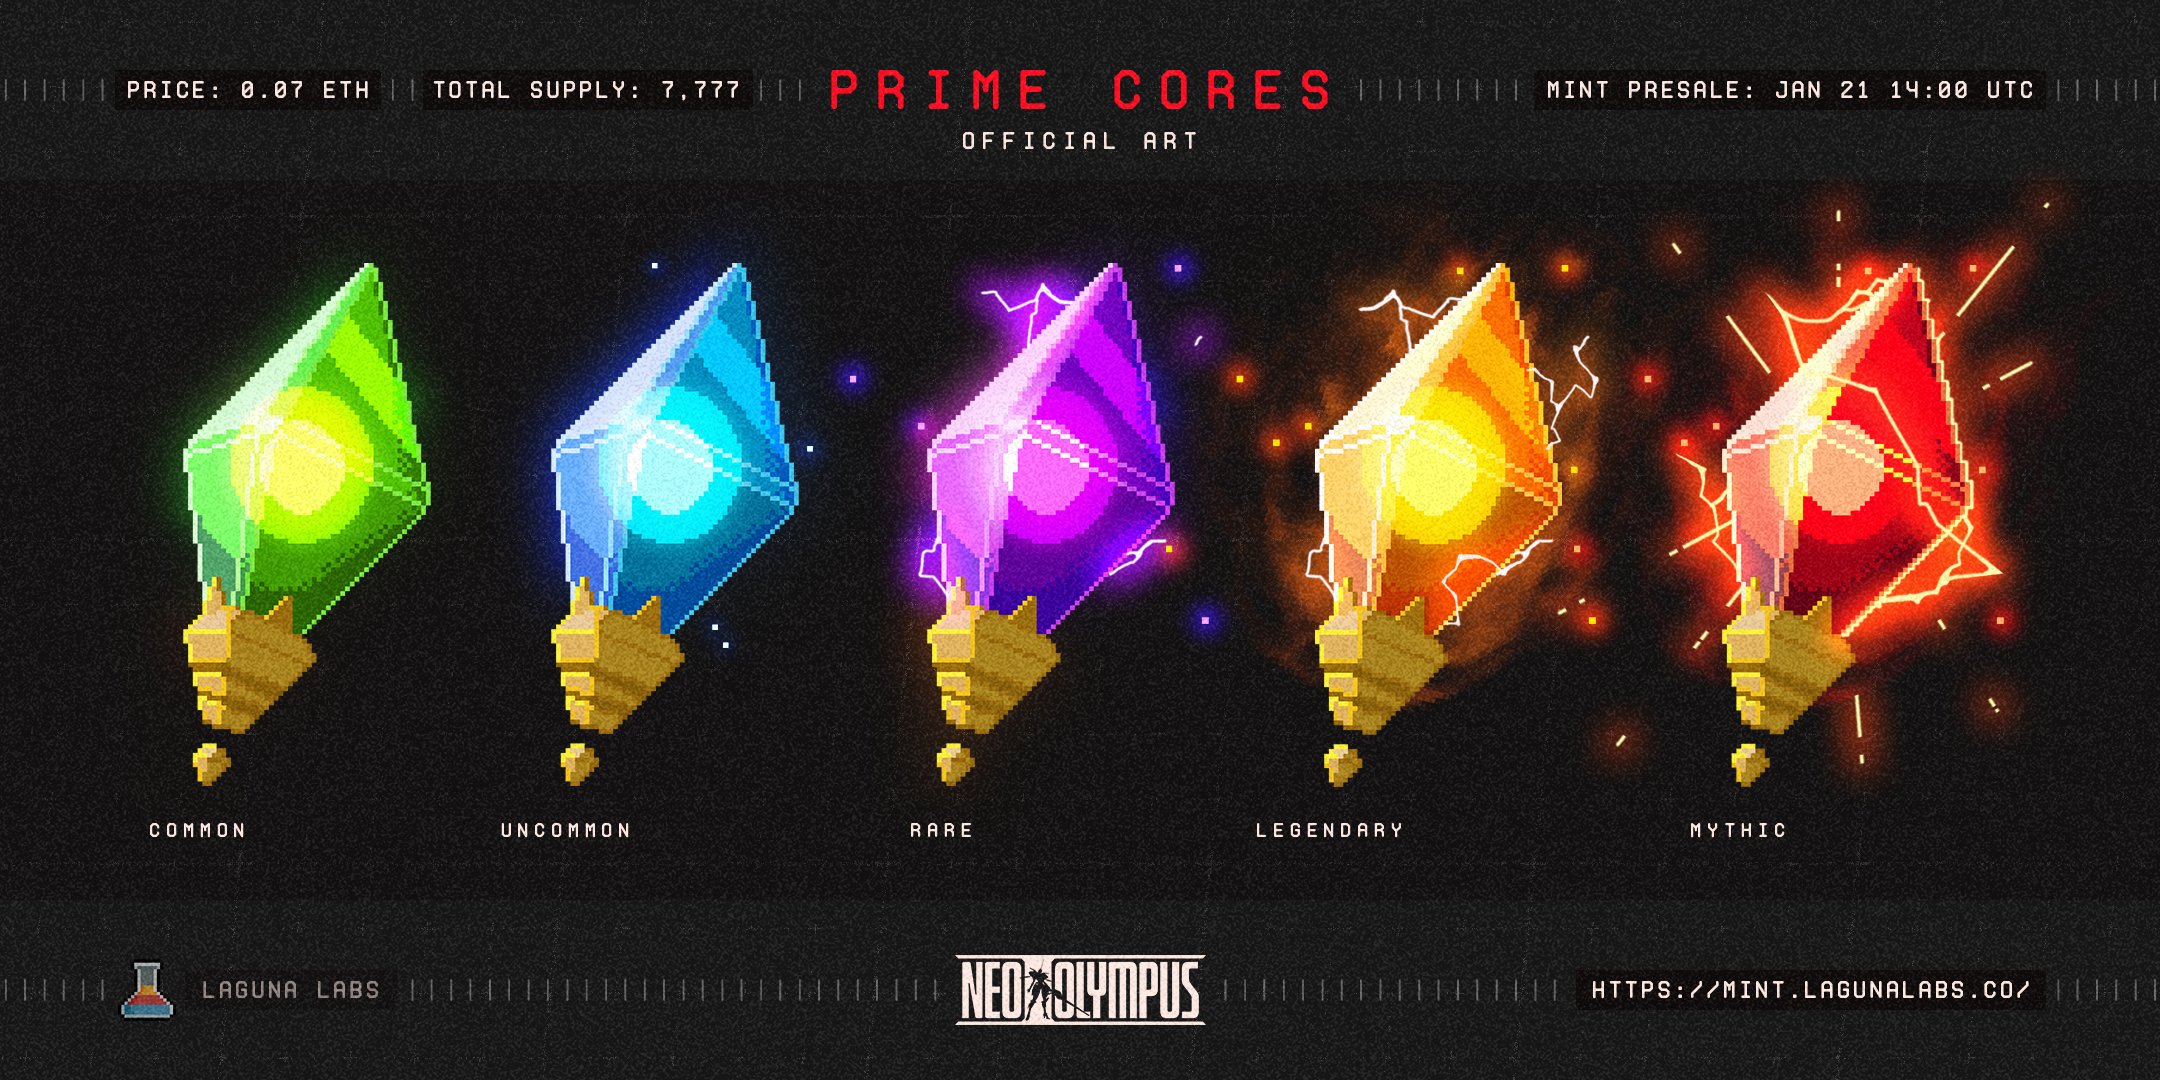 PRICE: 0.07 ETH
TOTAL SUPPLY: 7,777
PRIME CORES
MINT PRESALE: JAN 21 14:00 UTC
OFFICIAL ART
COMMON
UNCOMMON
RARE
LEGENDARY
MYTHIC
LAGUNA LABS
NEO OLYMPUS
HTTPS://MINT.LAGUNALABS.CO/